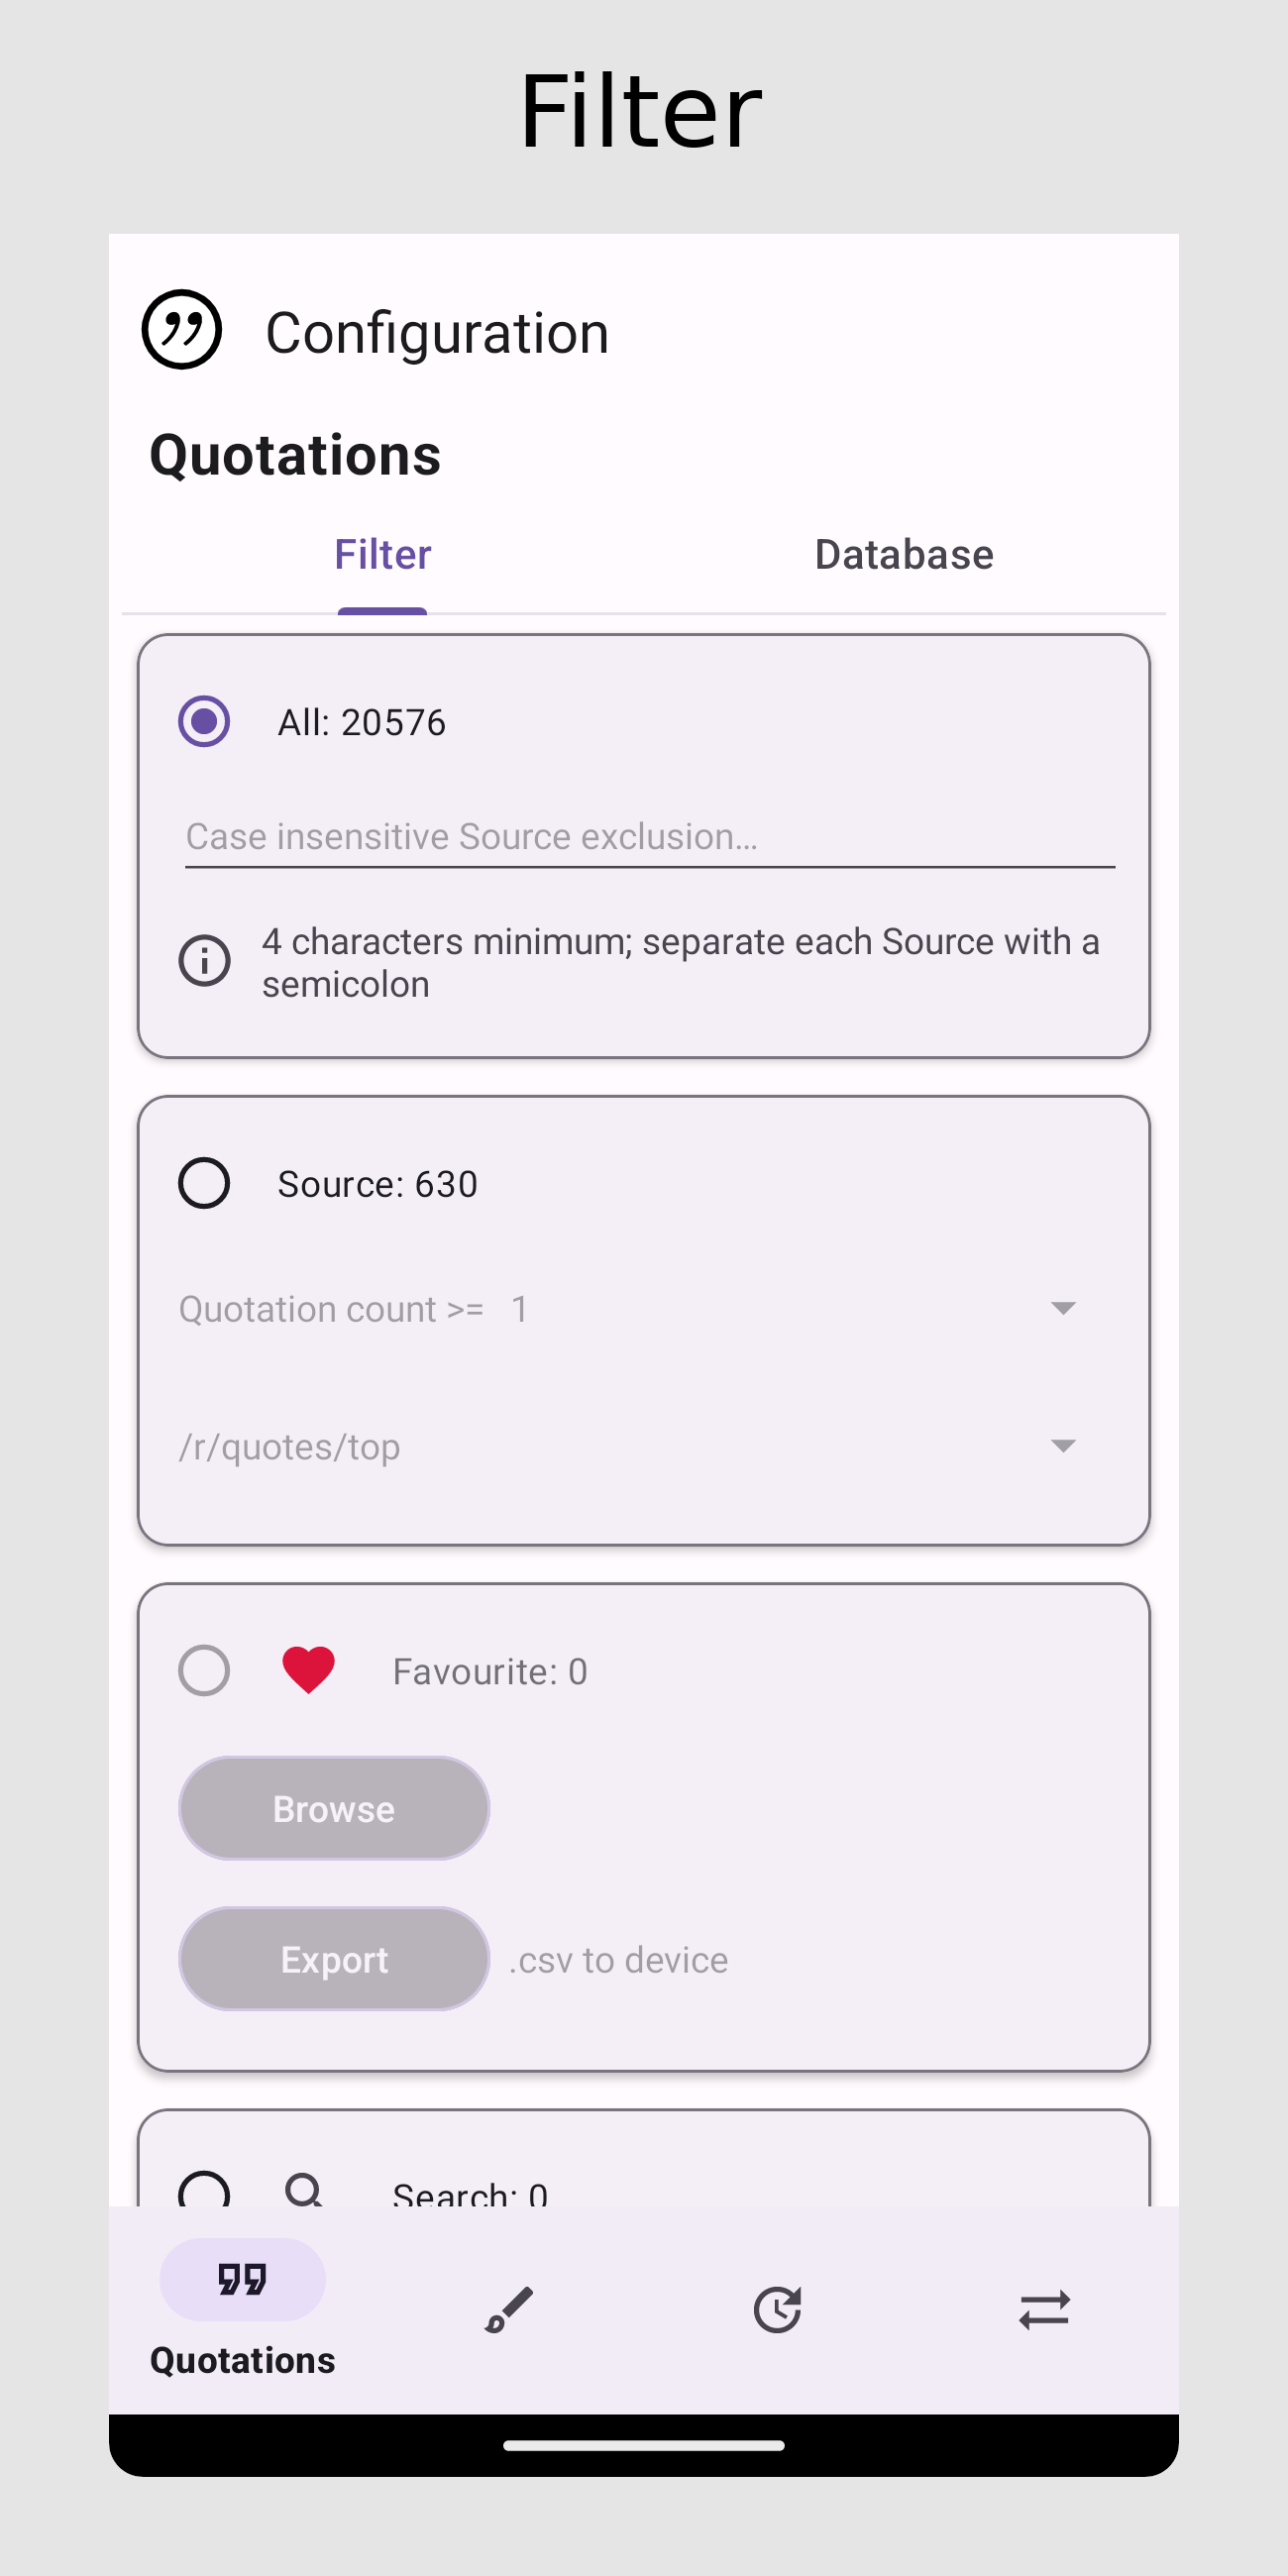 Filter
Configuration
Quotations
Filter
Database
All: 20576
Case insensitive Source exclusion...
4 characters minimum; separate each Source with a
semicolon
Source: 630
Quotation count >= 1
/r/quotes/top
Favourite: 0
Browse
Export
.csv to device
Search: 0
Quotations